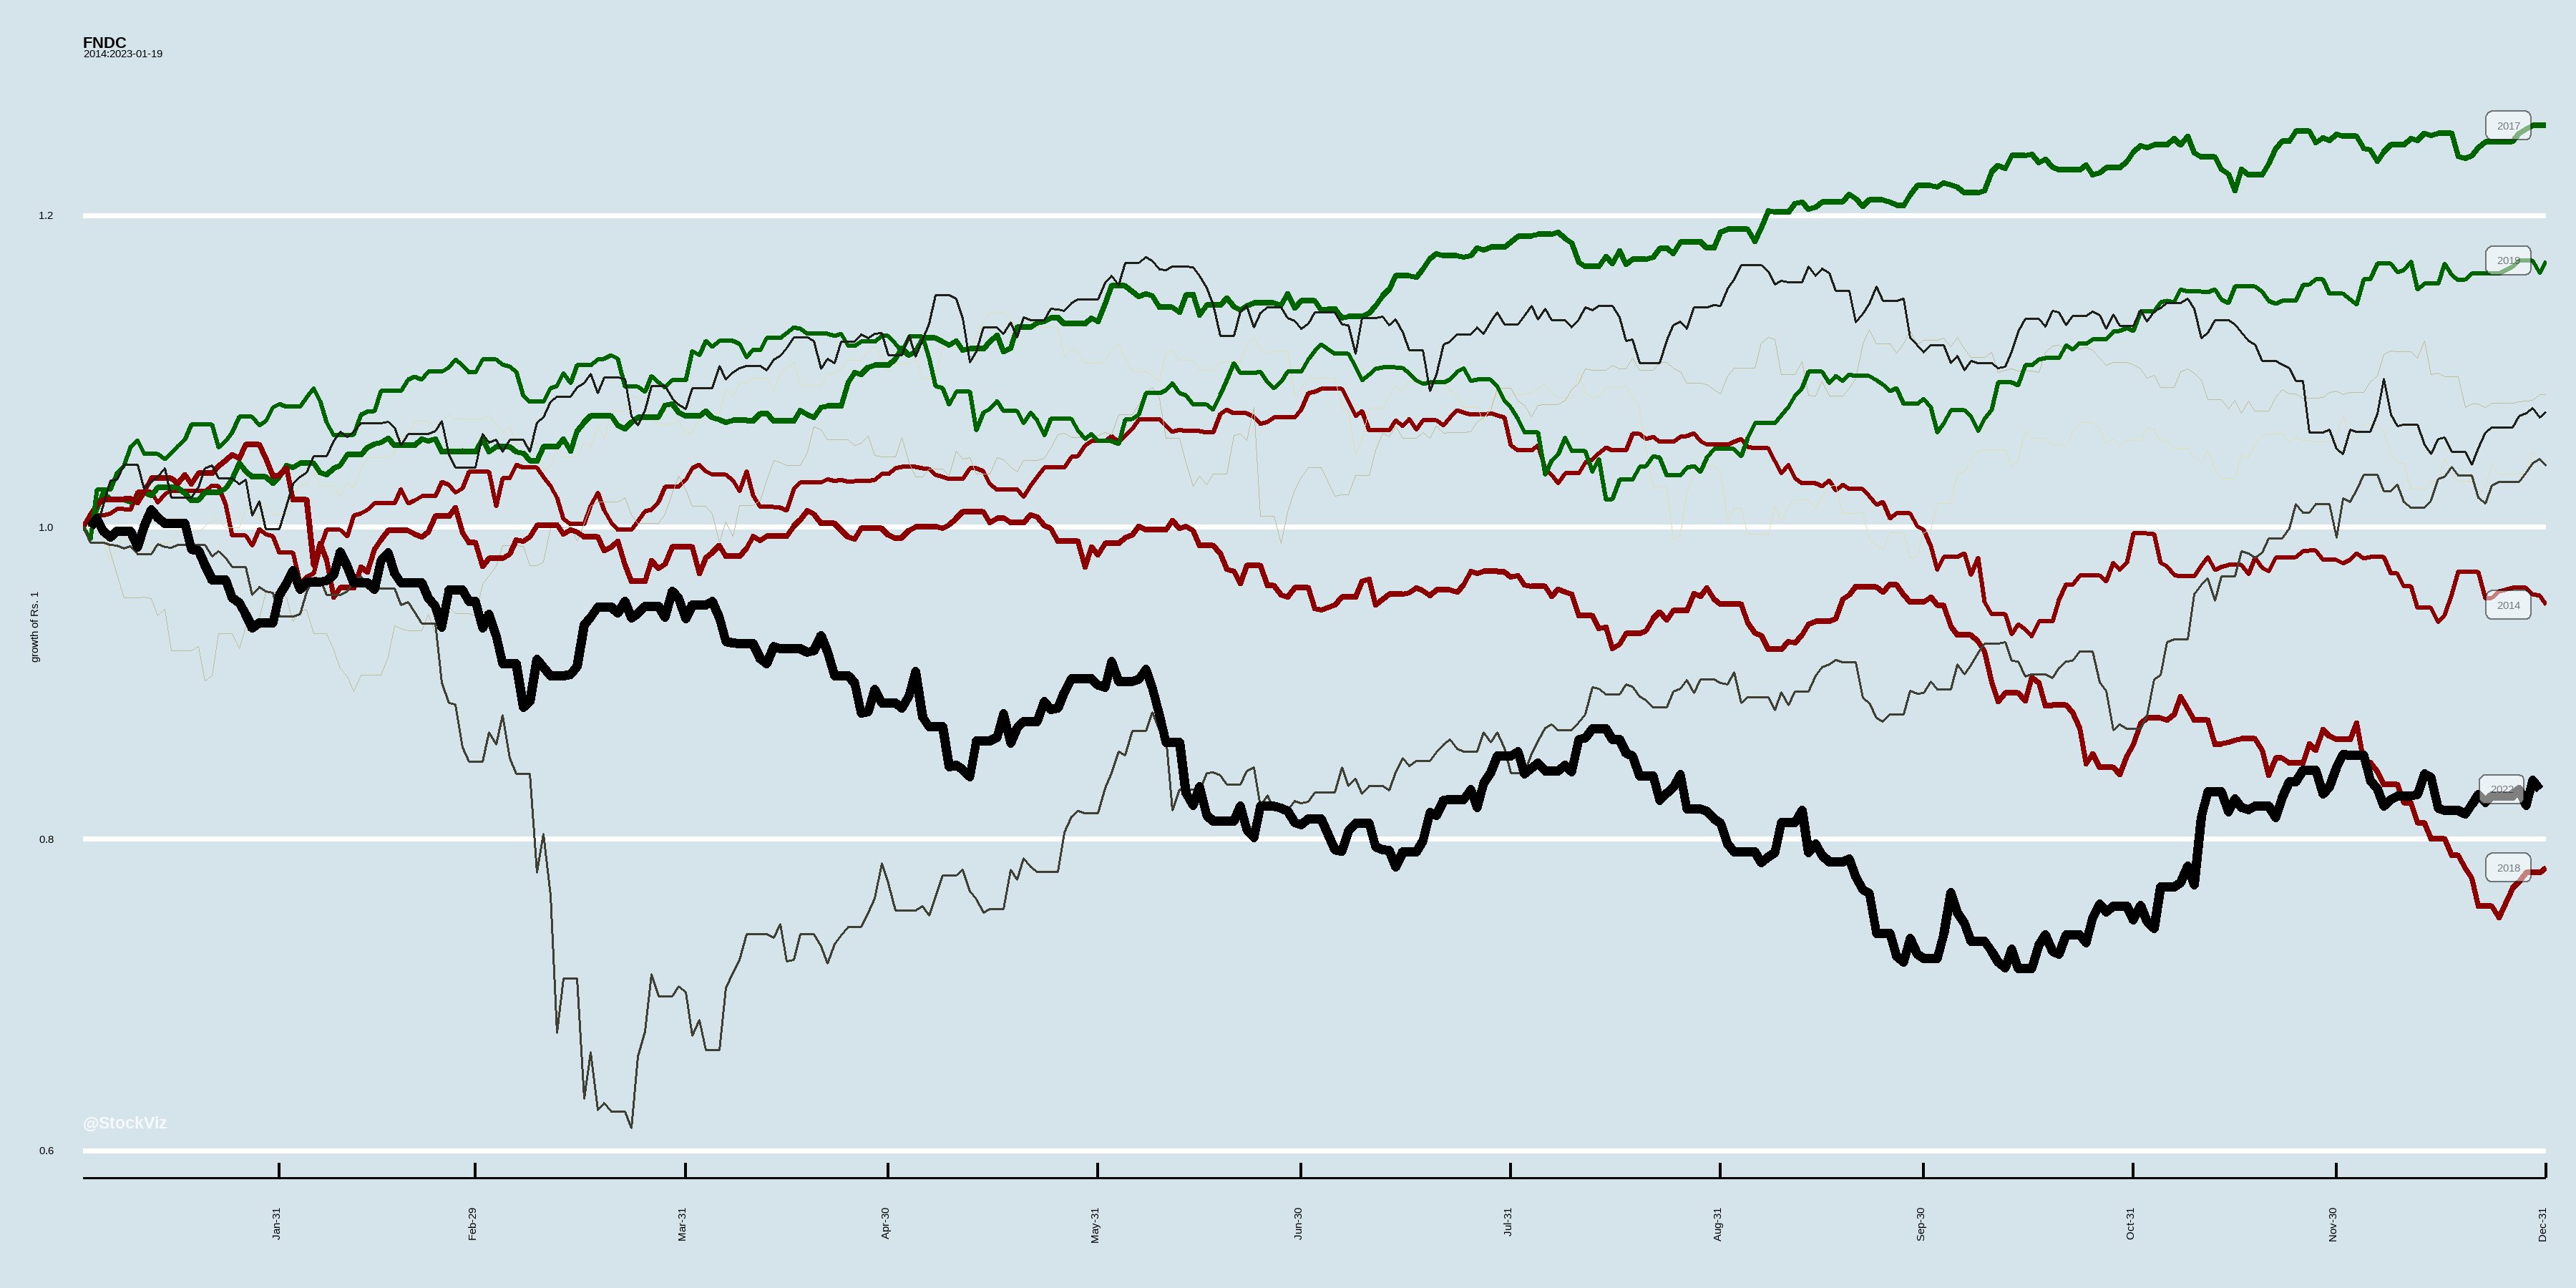 FNDC
2014:2023-01-19
2017
1.2
2019
1.0
growth of Rs. 1
2014
2022
0.8
2018
@StockViz
0.6
Jan-31
Feb-29
Mar-31
Apr-30
May-31
Jun-30
Jul-31
Aug-31
Sep-30
Oct-31
Nov-30
Dec-31